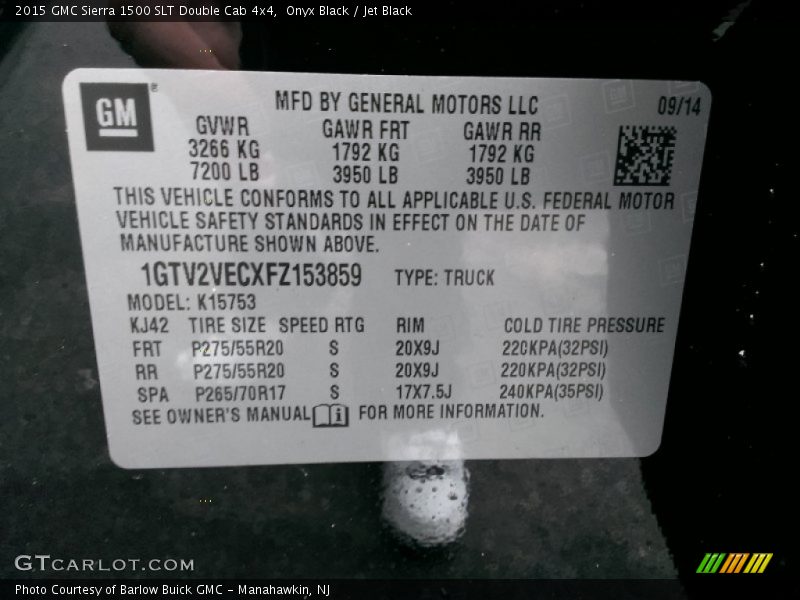 2015 GMC Sierra 1500 SLT Double Cab 4x4, Onyx Black / Jet Black
GM®
MFD BY GENERAL MOTORS LLC 09/14
GVWR GAWR FRT GAWR RR
3266 KG 1792 KG 1792 KG
7200 LB 3950 LB 3950 LB
THIS VEHICLE CONFORMS TO ALL APPLICABLE U.S. FEDERAL MOTOR
VEHICLE SAFETY STANDARDS IN EFFECT ON THE DATE OF
MANUFACTURE SHOWN ABOVE.
1GTV2VECXFZ153859 TYPE: TRUCK
MODEL: K15753
KJ42 TIRE SIZE SPEED RTG RIM COLD TIRE PRESSURE
FRT P275/55R20 S 20X9J 220KPA(32PSI)
RR P275/55R20 S 20X9J 220KPA(32PSI)
SPA P265/70R17 S 17X7.5J 240KPA(35PSI)
SEE OWNER'S MANUAL FOR MORE INFORMATION.
GTCARLOT.COM
Photo Courtesy of Barlow Buick GMC - Manahawkin, NJ